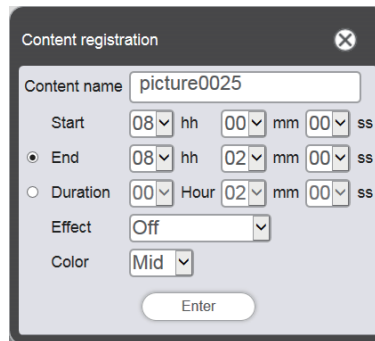 Content registration
Content name picture0025
Start 08 hh 00 mm 00 ss
End 08 hh 02 mm 00 ss
Duration 00 Hour 02 mm 00 ss
Effect Off
Color Mid
Enter